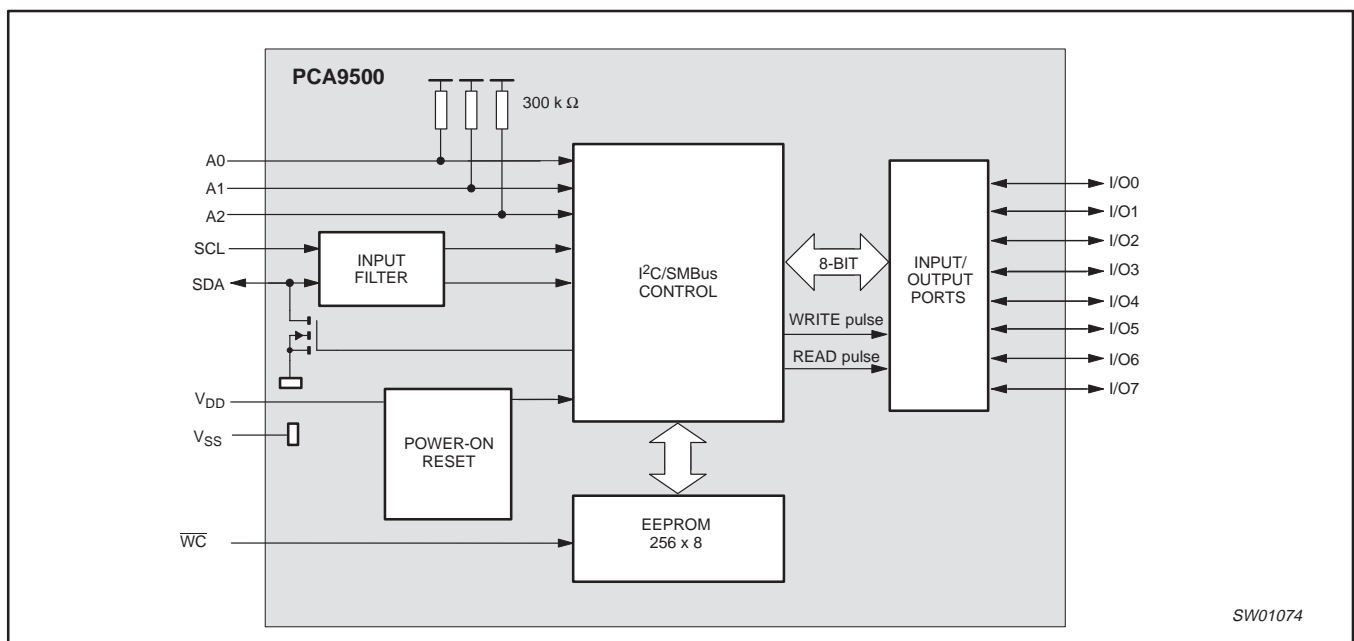 PCA9500
300 k Ω
A0
A1
A2
SCL
SDA
INPUT
FILTER
I²C/SMBus
CONTROL
8-BIT
WRITE pulse
READ pulse
INPUT/
OUTPUT
PORTS
I/O0
I/O1
I/O2
I/O3
I/O4
I/O5
I/O6
I/O7
VDD
VSS
POWER-ON
RESET
WC
EEPROM
256 x 8
SW01074